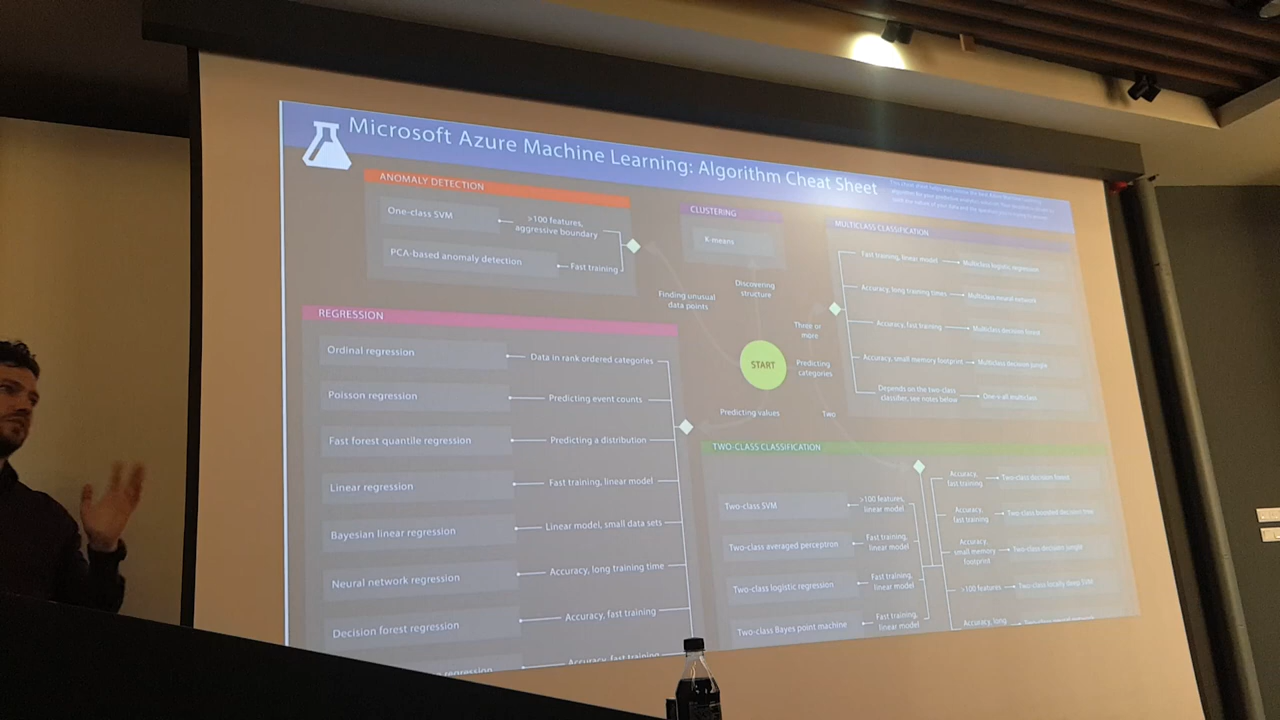 Microsoft Azure Machine Learning: Algorithm Cheat Sheet
ANOMALY DETECTION
One-class SVM
>100 features,
aggressive boundary
PCA-based anomaly detection
Fast training
CLUSTERING
K-means
Discovering
structure
Finding unusual
data points
MULTICLASS CLASSIFICATION
Fast training, linear model
Multiclass logistic regression
Accuracy, long training times
Multiclass neural network
Accuracy, fast training
Multiclass decision forest
Accuracy, small memory footprint
Multiclass decision jungle
Depends on the two-class
classifier, see notes below
One-v-all multiclass
Three or
more
START
Predicting
categories
Predicting values
Two
REGRESSION
Ordinal regression
Data in rank ordered categories
Poisson regression
Predicting event counts
Fast forest quantile regression
Predicting a distribution
Linear regression
Fast training, linear model
Bayesian linear regression
Linear model, small data sets
Neural network regression
Accuracy, long training time
Decision forest regression
Accuracy, fast training
regression
Accuracy, fast training
TWO-CLASS CLASSIFICATION
Two-class SVM
>100 features,
linear model
Two-class averaged perceptron
Fast training,
linear model
Two-class logistic regression
Fast training,
linear model
Two-class Bayes point machine
Fast training,
linear model
Accuracy,
fast training
Two-class decision forest
Accuracy,
fast training
Two-class boosted decision tree
Accuracy,
small memory
footprint
Two-class decision jungle
>100 features
Two-class locally deep SVM
Accuracy, long